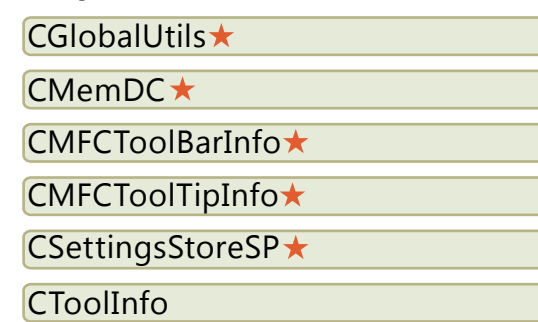 CGlobalUtils★
CMemDC★
CMFCToolBarInfo★
CMFCToolTipInfo★
CSettingsStoreSP★
CToolInfo